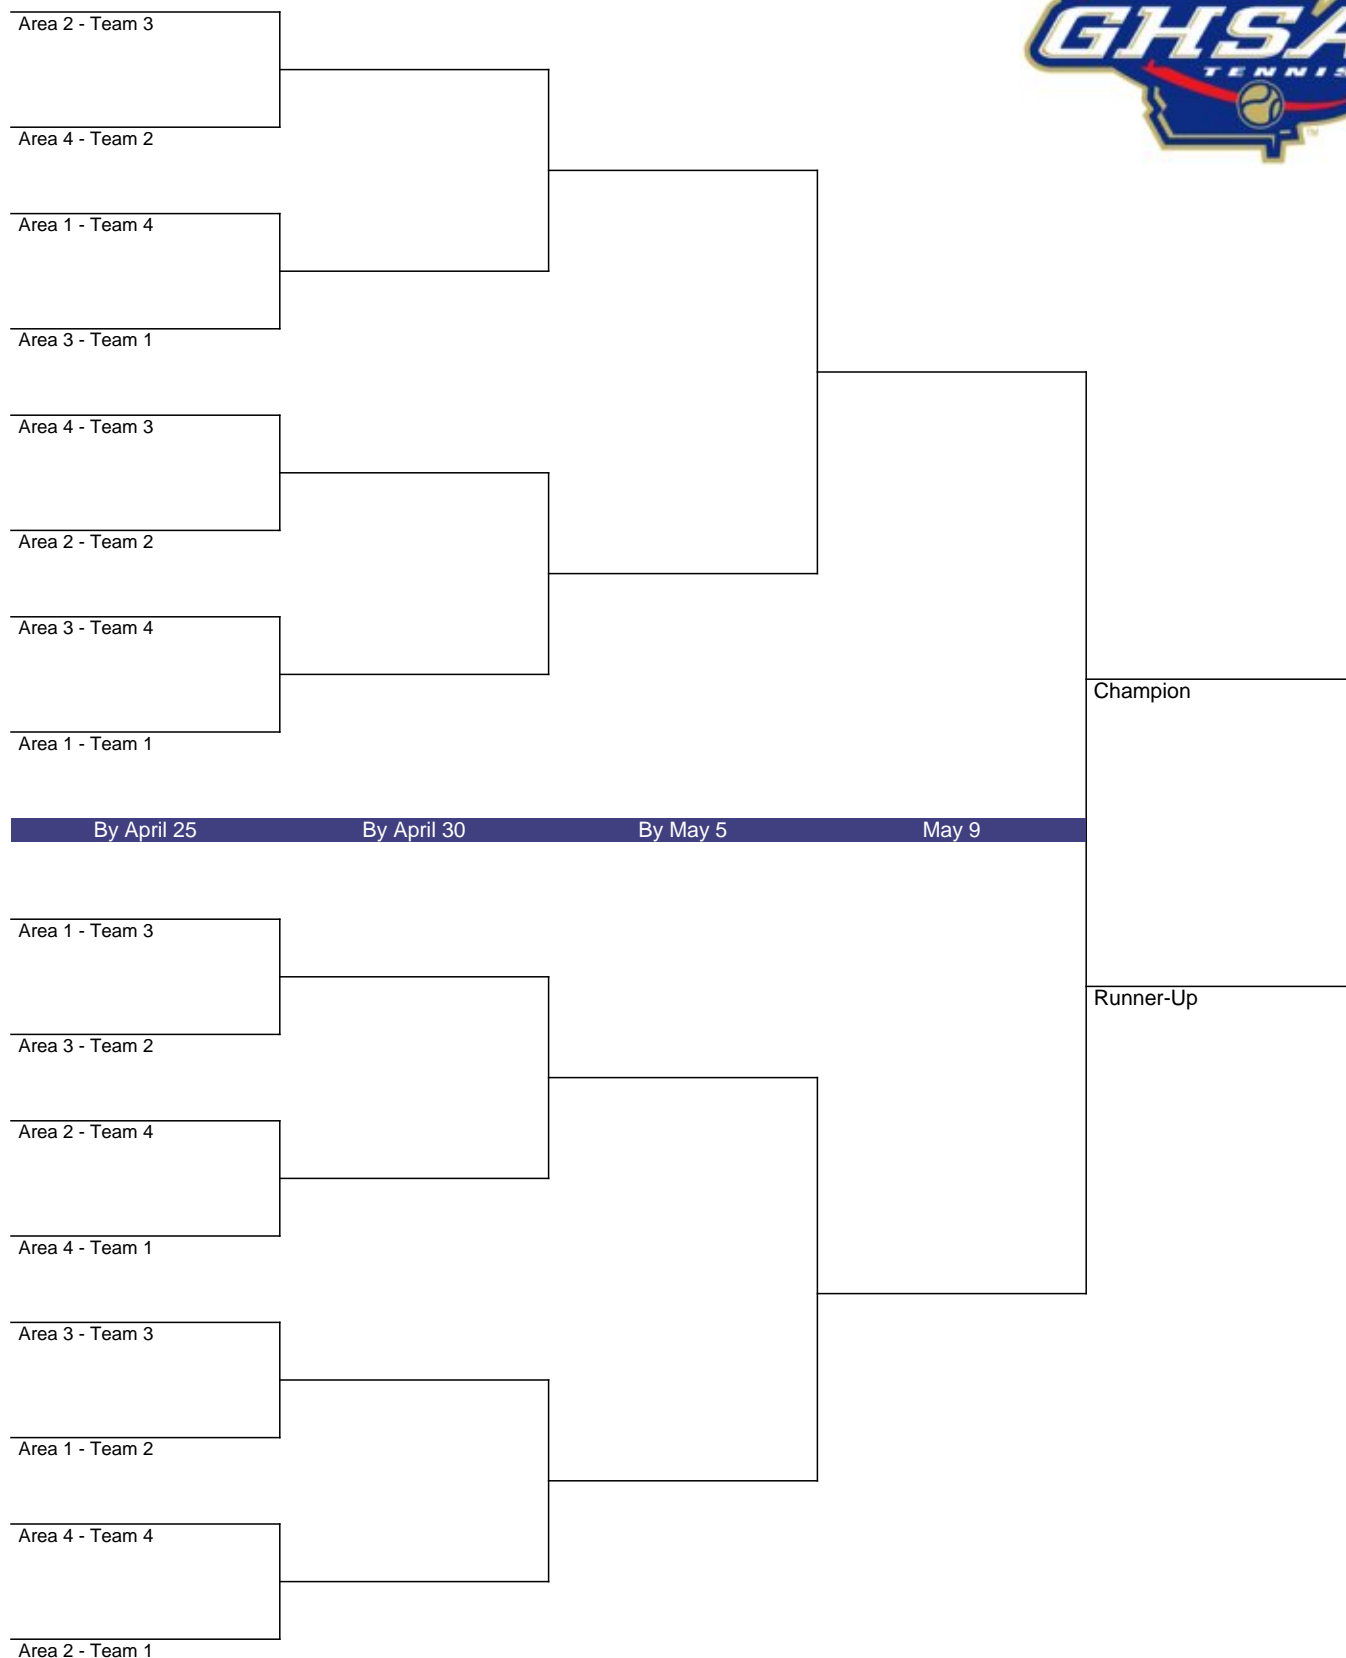 Area 2 - Team 3
GHSA
TENNIS
Area 4 - Team 2
TM
Area 1 - Team 4
Area 3 - Team 1
Area 4 - Team 3
Area 2 - Team 2
Area 3 - Team 4
Champion
Area 1 - Team 1
By April 25 By April 30 By May 5 May 9
Area 1 - Team 3
Runner-Up
Area 3 - Team 2
Area 2 - Team 4
Area 4 - Team 1
Area 3 - Team 3
Area 1 - Team 2
Area 4 - Team 4
Area 2 - Team 1